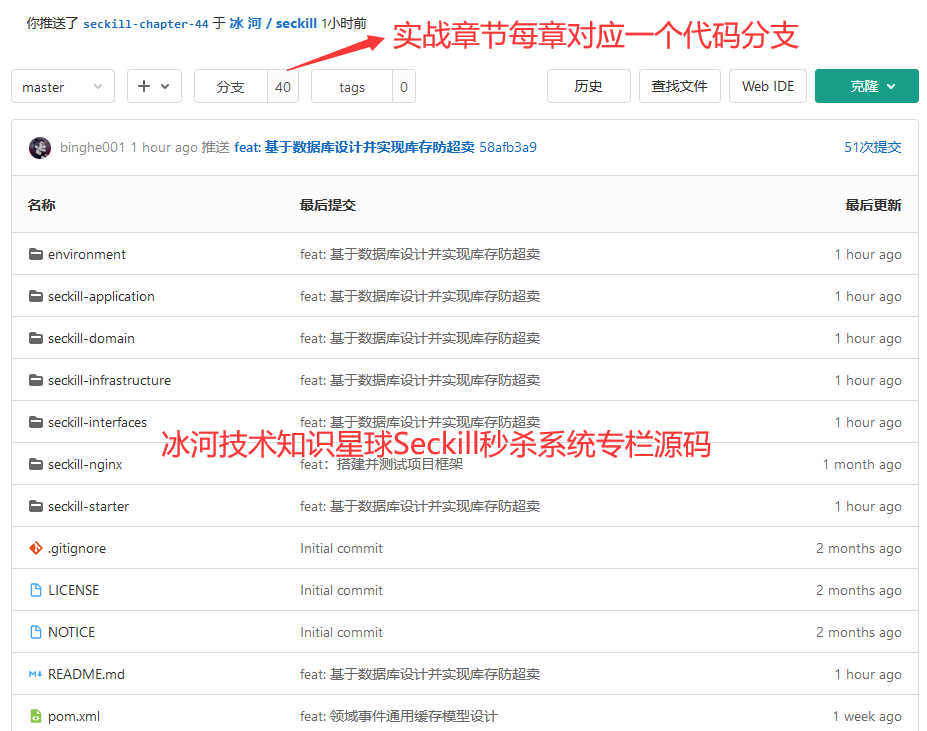 你推送了 seckill-chapter-44 于 冰 河 / seckill 1小时前
实战章节每章对应一个代码分支
master + 分支 40 tags 0 历史 查找文件 Web IDE 克隆
binghe001 1 hour ago 推送 feat: 基于数据库设计并实现库存防超卖 58afb3a9 51次提交
名称 最后提交 最后更新
environment feat: 基于数据库设计并实现库存防超卖 1 hour ago
seckill-application feat: 基于数据库设计并实现库存防超卖 1 hour ago
seckill-domain feat: 基于数据库设计并实现库存防超卖 1 hour ago
seckill-infrastructure feat: 基于数据库设计并实现库存防超卖 1 hour ago
seckill-interfaces feat: 基于数据库设计并实现库存防超卖 1 hour ago
冰河技术知识星球Seckill秒杀系统专栏源码
seckill-nginx feat：搭建并测试项目框架 1 month ago
seckill-starter feat: 基于数据库设计并实现库存防超卖 1 hour ago
.gitignore Initial commit 2 months ago
LICENSE Initial commit 2 months ago
NOTICE Initial commit 2 months ago
README.md feat: 基于数据库设计并实现库存防超卖 1 hour ago
pom.xml feat: 领域事件通用缓存模型设计 1 week ago